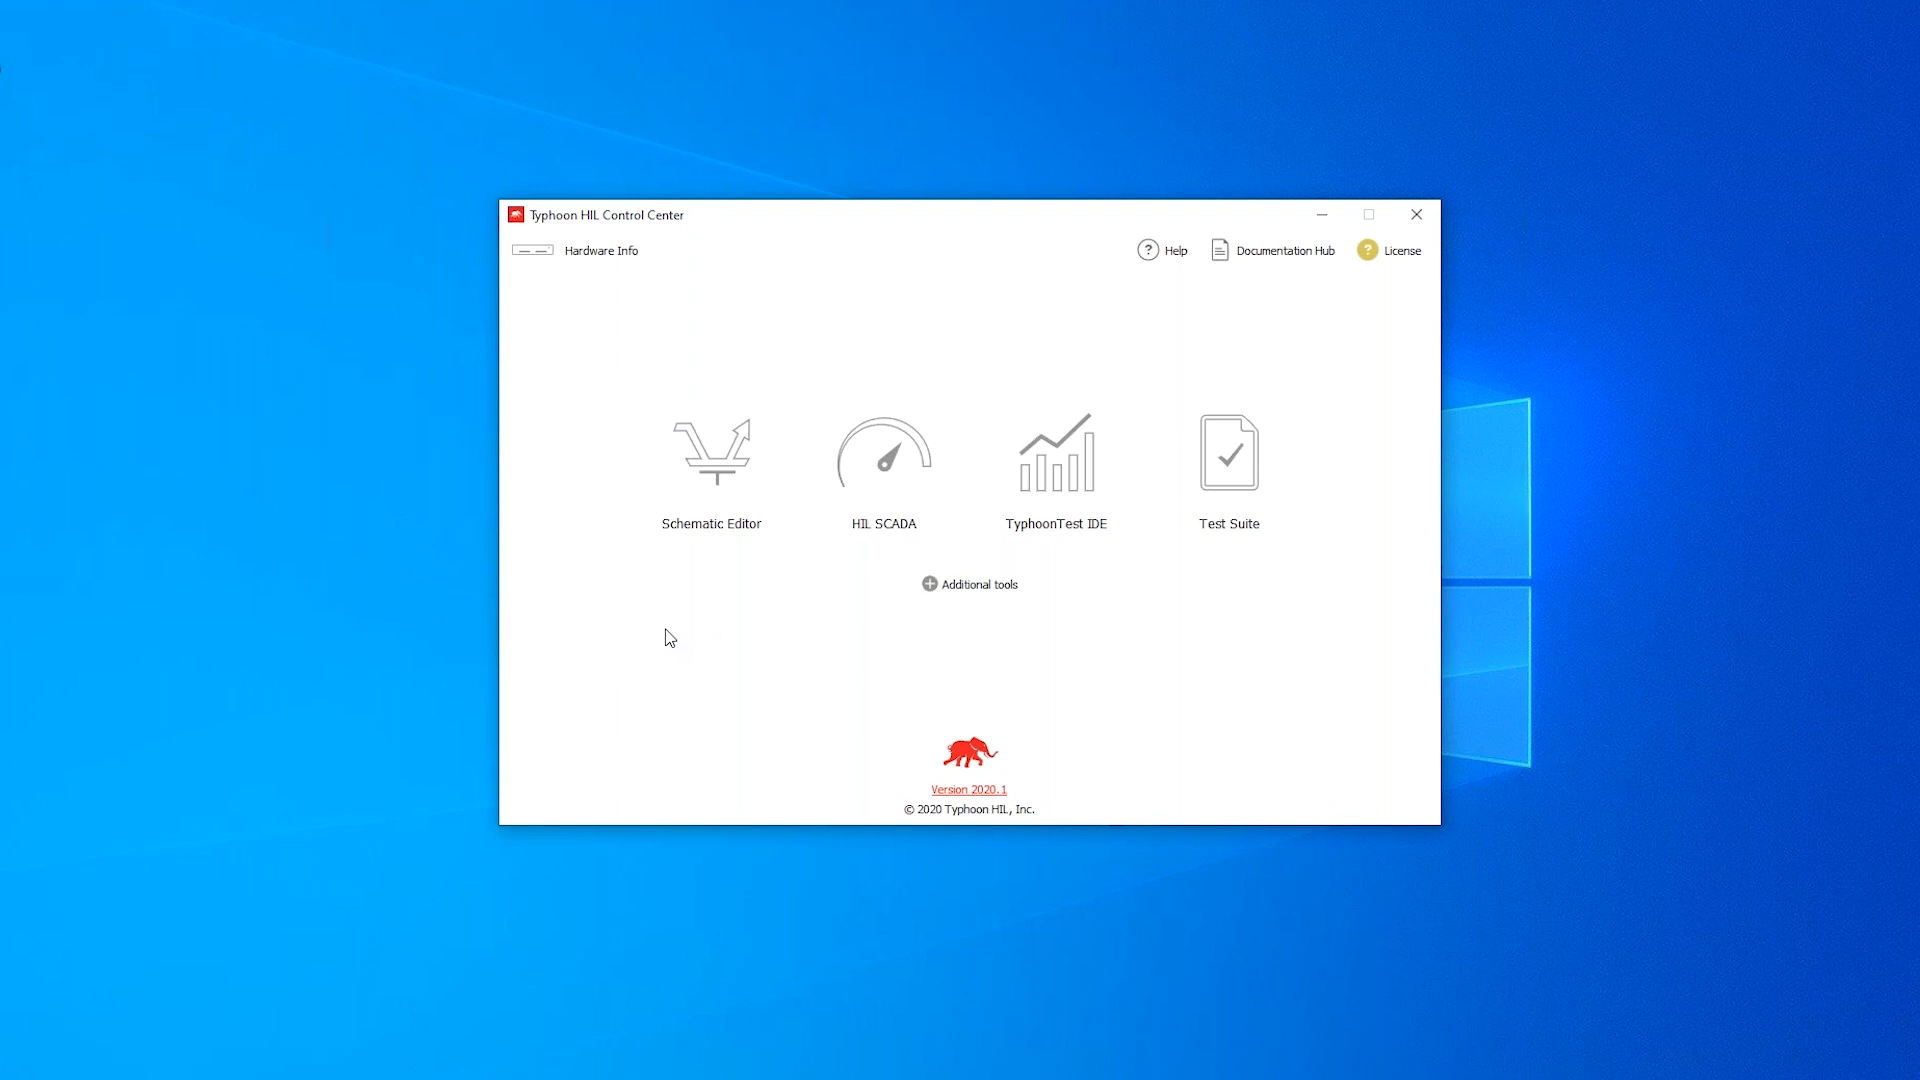 Typhoon HIL Control Center
Hardware Info
? Help
Documentation Hub
? License
Schematic Editor
HIL SCADA
TyphoonTest IDE
Test Suite
Additional tools
Version 2020.1
© 2020 Typhoon HIL, Inc.